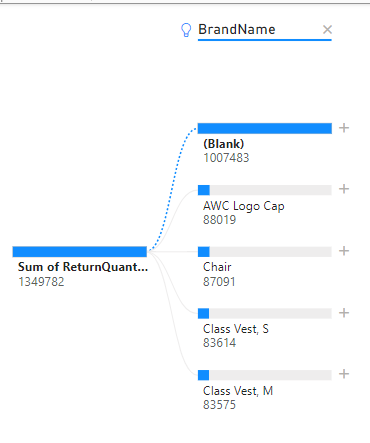 BrandName
(Blank)
1007483
AWC Logo Cap
88019
Sum of ReturnQuant...
1349782
Chair
87091
Class Vest, S
83614
Class Vest, M
83575